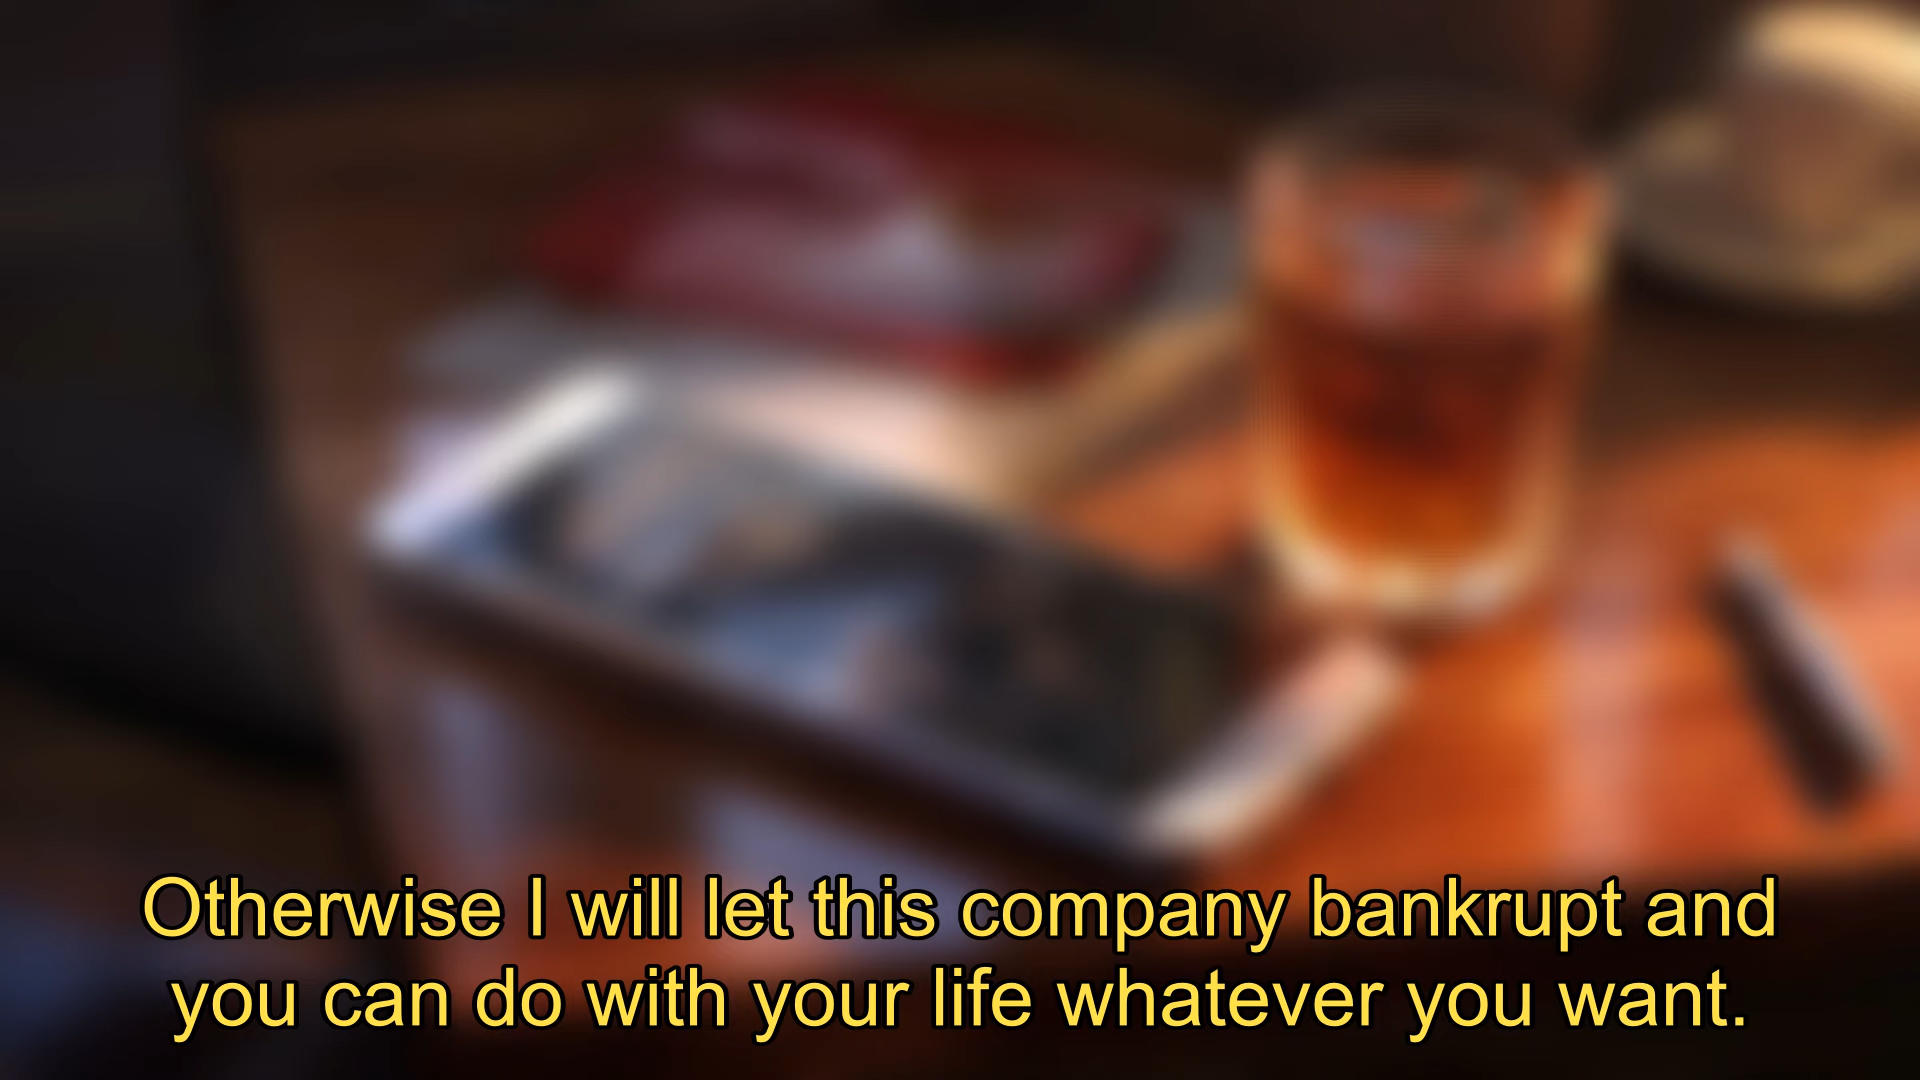 Otherwise I will let this company bankrupt and
you can do with your life whatever you want.